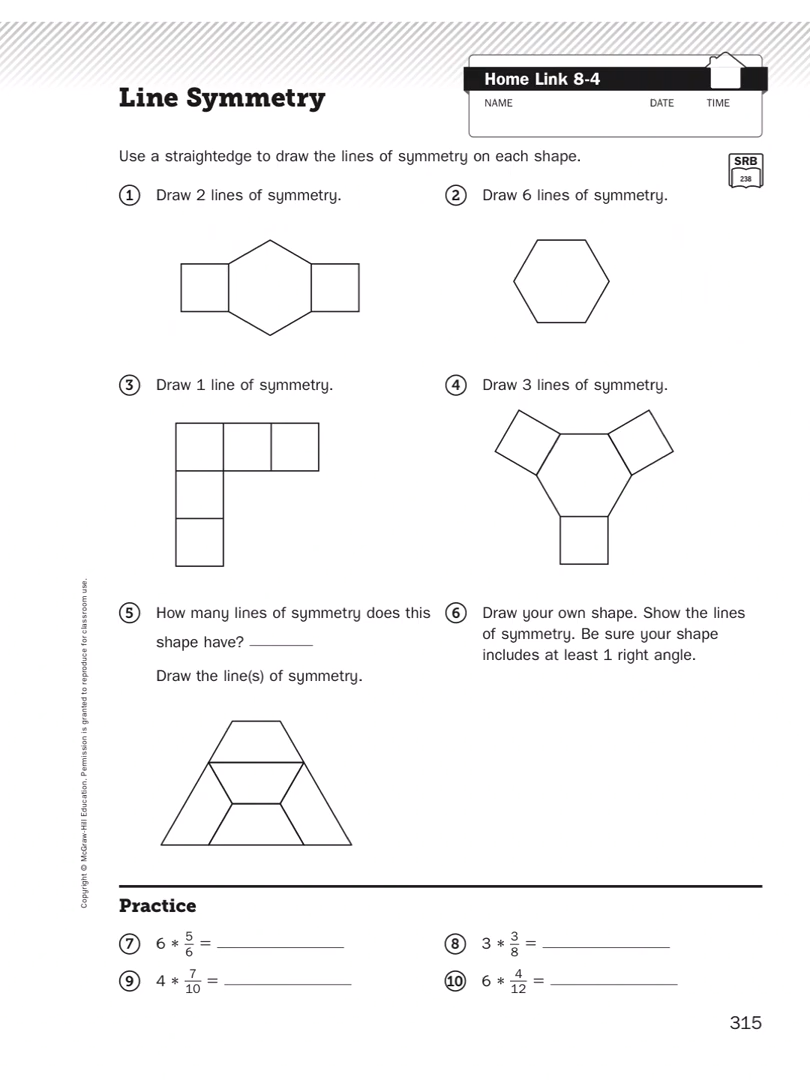 Line Symmetry
Home Link 8-4
NAME DATE TIME
Use a straightedge to draw the lines of symmetry on each shape.
SRB
238
1 Draw 2 lines of symmetry.
2 Draw 6 lines of symmetry.
3 Draw 1 line of symmetry.
4 Draw 3 lines of symmetry.
5 How many lines of symmetry does this
shape have? ________
Draw the line(s) of symmetry.
6 Draw your own shape. Show the lines
of symmetry. Be sure your shape
includes at least 1 right angle.
Copyright © McGraw-Hill Education. Permission is granted to reproduce for classroom use.
Practice
7 6 * 5/6 = ________
8 3 * 3/8 = ________
9 4 * 7/10 = ________
10 6 * 4/12 = ________
315